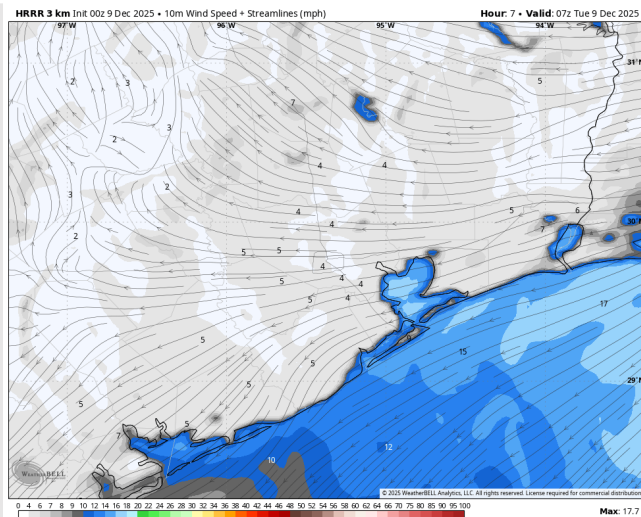 HRRR 3 km Init 00z 9 Dec 2025 • 10m Wind Speed + Streamlines (mph)
Hour: 7 • Valid: 07z Tue 9 Dec 2025
97°W 96°W 95°W 94°W
31°N
5
2 3
7
2 3
4 4
2
3
4 5 6
30°N
4 7
2
5 5
4
4 4
5 5 4
17
9
5 15
5
29°N
5
5
5
7
12
10
WEATHERBELL
© 2025 WeatherBELL Analytics, LLC. All rights reserved. License required for commercial distribution
0 4 6 7 8 9 10 12 14 16 18 20 22 24 26 28 30 32 34 36 38 40 42 44 46 48 50 52 54 56 58 60 62 64 66 68 70 75 80 85 90 95 100
Max: 17.7